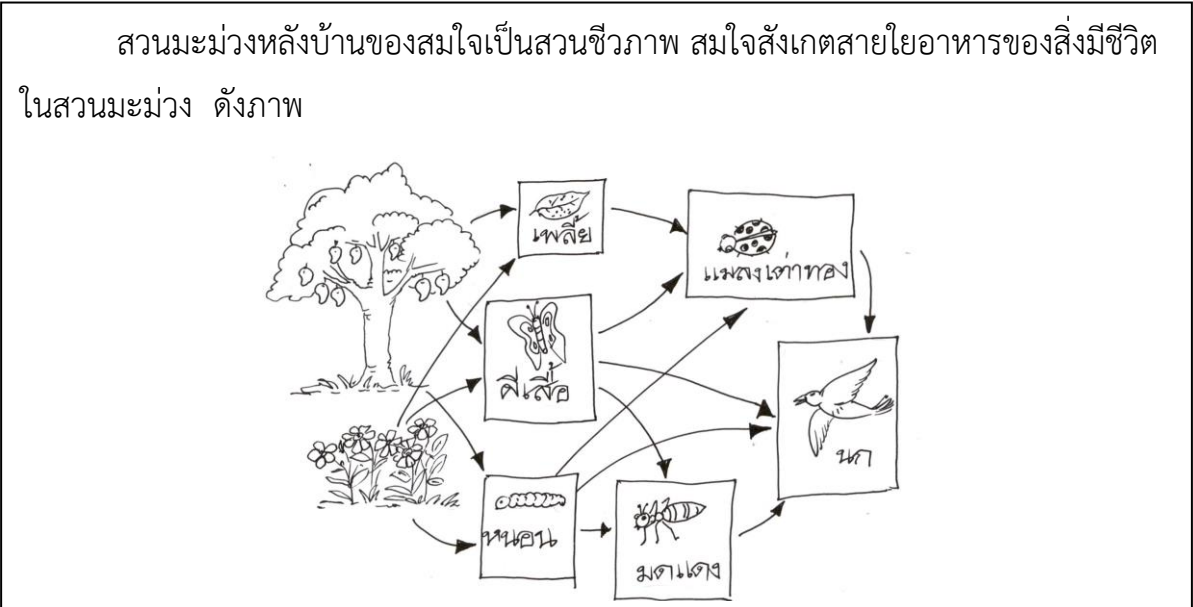 สวนมะม่วงหลังบ้านของสมใจเป็นสวนชีวภาพ สมใจสังเกตสายใยอาหารของสิ่งมีชีวิต
ในสวนมะม่วง ดังภาพ
เพลี้ย
แมลงเต่าทอง
ผีเสื้อ
นก
หนอน
มดแดง